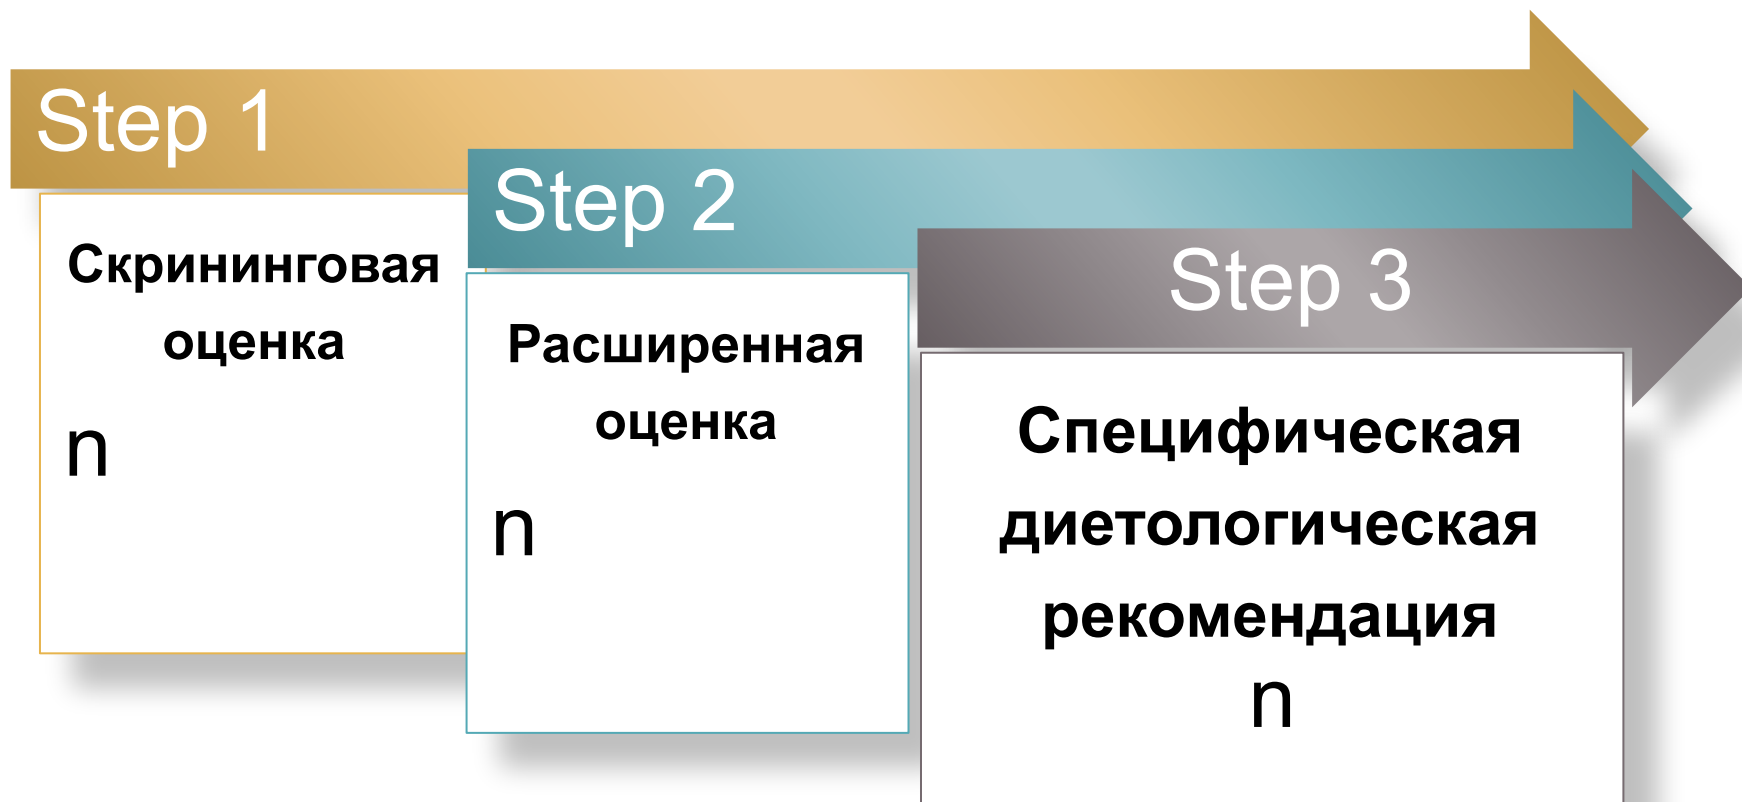 Step 1
Скрининговая
оценка
n
Step 2
Расширенная
оценка
n
Step 3
Специфическая
диетологическая
рекомендация
n